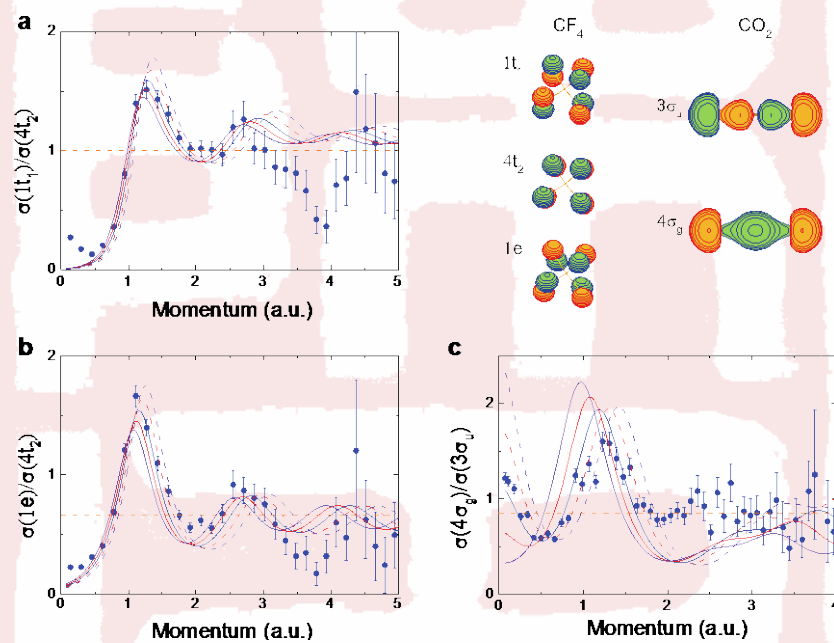 a
2
1
0
σ(1t₁)/σ(4t₂)
0 1 2 3 4 5
Momentum (a.u.)
CF₄
1t₁
4t₂
1e
CO₂
3σᵤ
4σ_g
b
2
1
0
σ(1e)/σ(4t₂)
0 1 2 3 4 5
Momentum (a.u.)
c
2
1
0
σ(4σ_g)/σ(3σᵤ)
0 1 2 3 4
Momentum (a.u.)